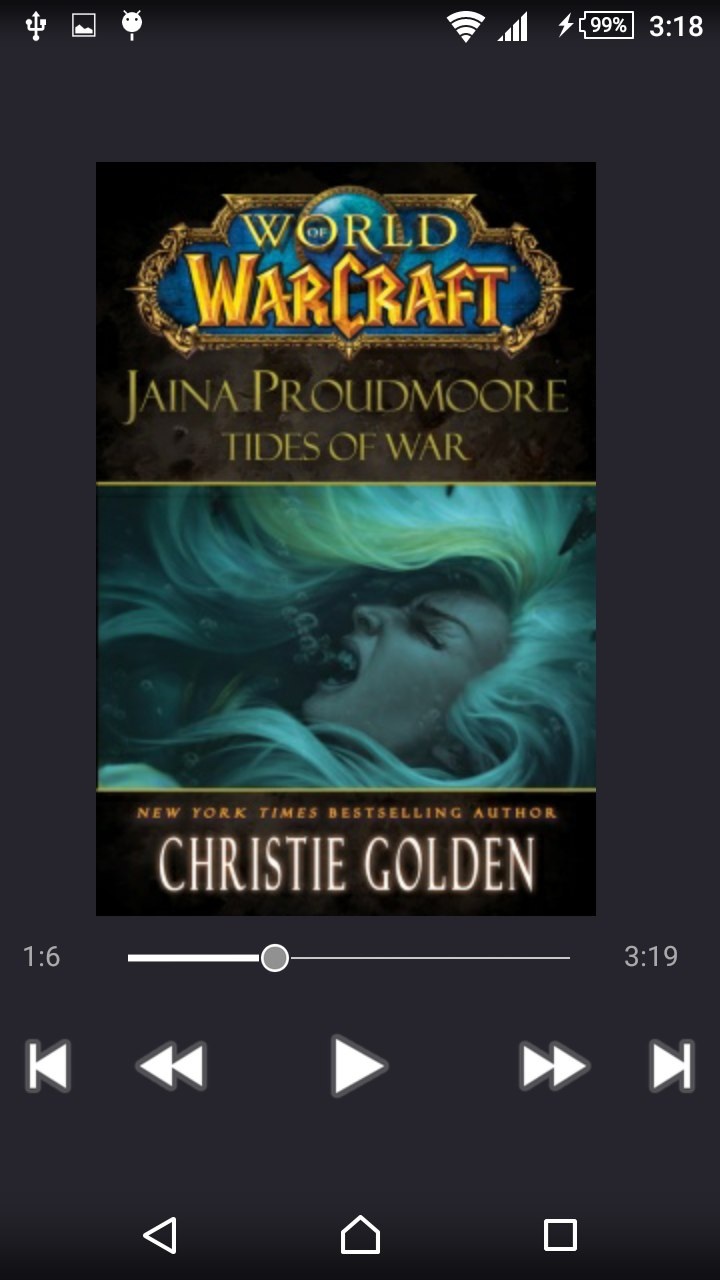 99% 3:18
WORLD
OF
WARCRAFT
JAINA PROUDMOORE
TIDES OF WAR
NEW YORK TIMES BESTSELLING AUTHOR
CHRISTIE GOLDEN
1:6 3:19